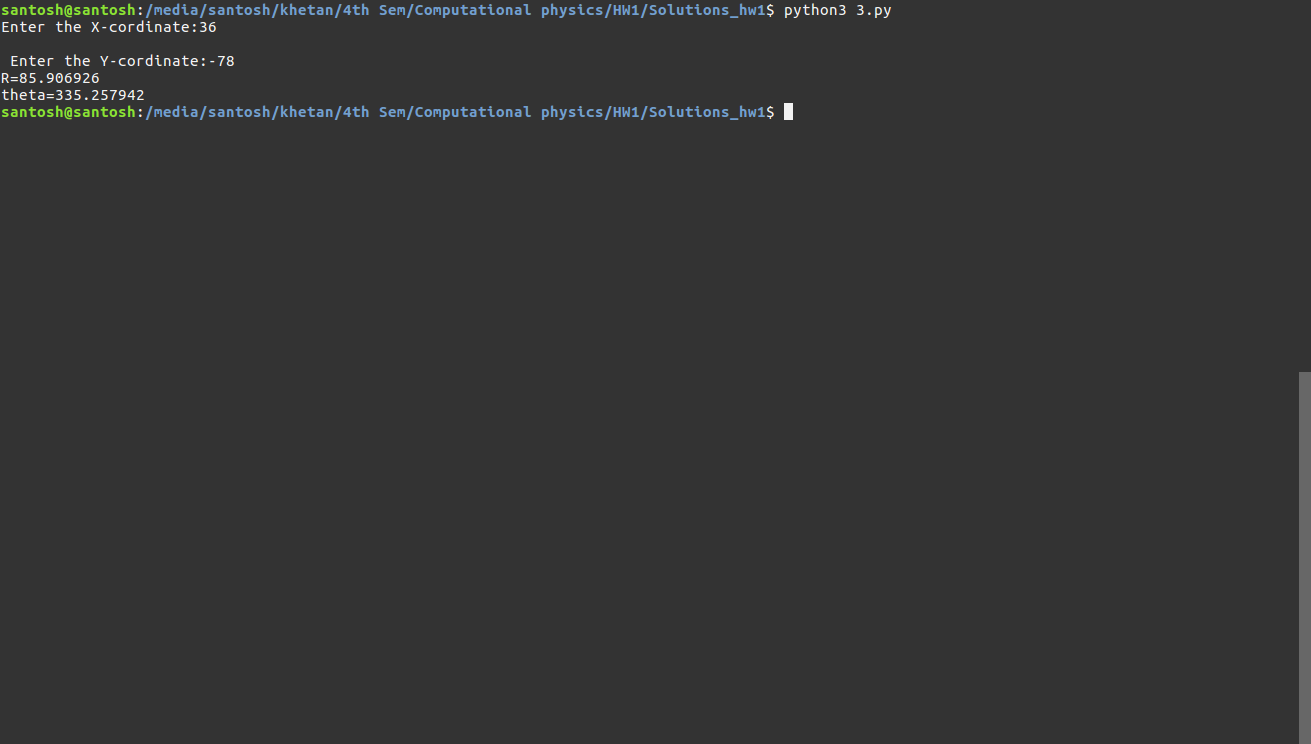 santosh@santosh:/media/santosh/khetan/4th Sem/Computational physics/HW1/Solutions_hw1$ python3 3.py
Enter the X-cordinate:36
Enter the Y-cordinate:-78
R=85.906926
theta=335.257942
santosh@santosh:/media/santosh/khetan/4th Sem/Computational physics/HW1/Solutions_hw1$